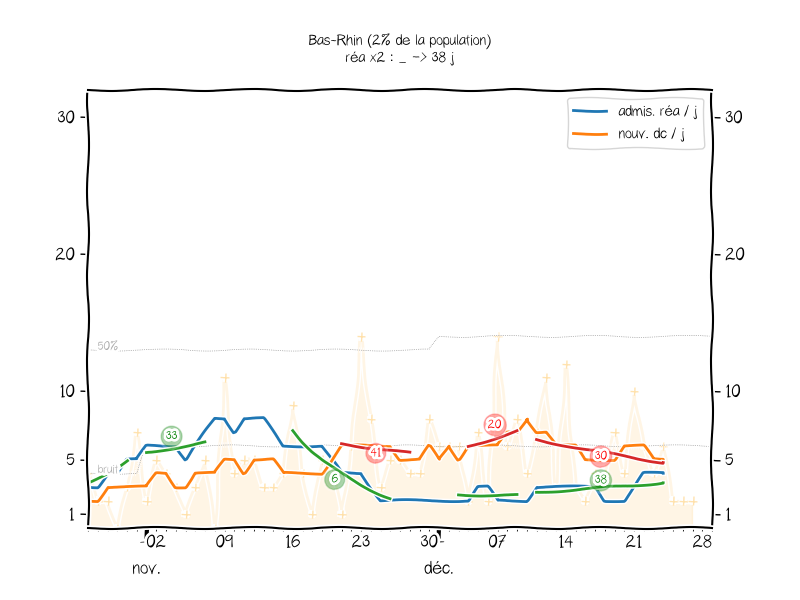 Bas-Rhin (2% de la population)
réa x2 : _ -> 38 j
admis. réa / j
nouv. dc / j
30
30
20
20
50%
10
10
33
20
41
30
5
5
bruit
6
38
1
1
02 09 16 23 30 07 14 21 28
nov. déc.